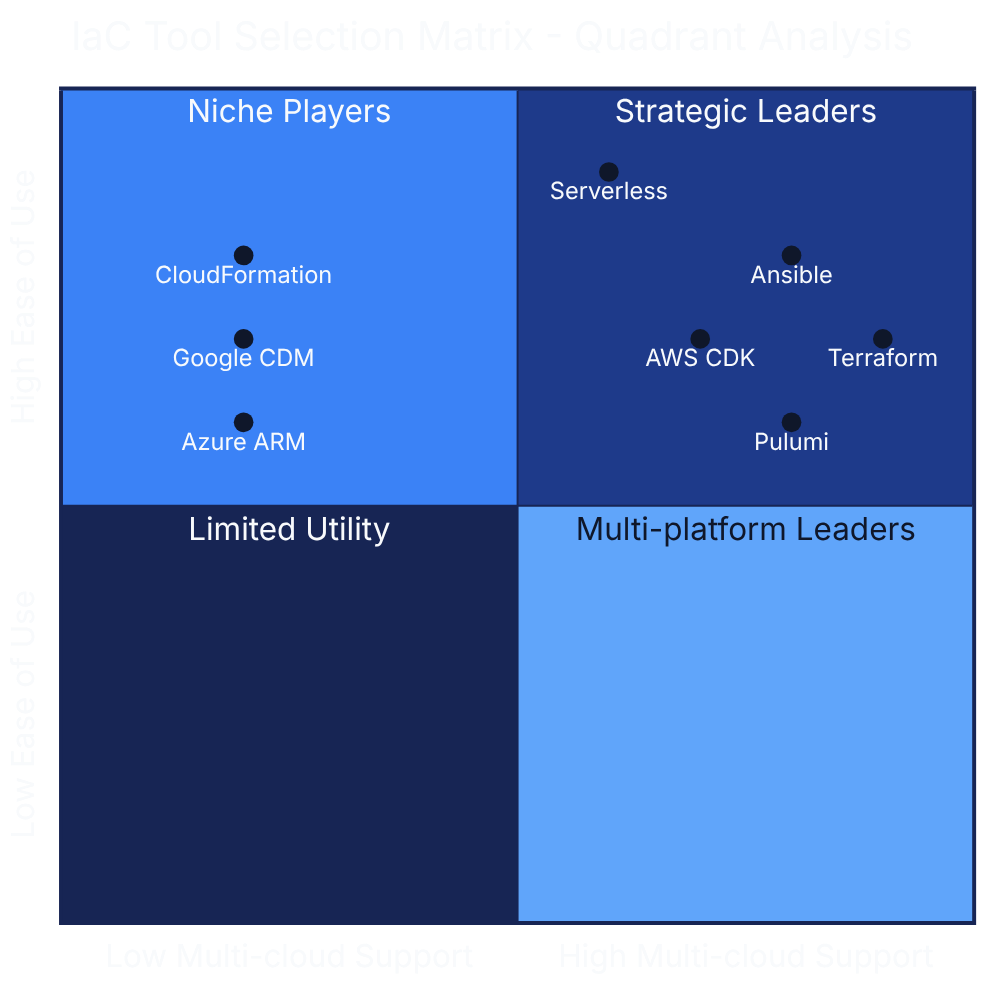 IaC Tool Selection Matrix - Quadrant Analysis
Niche Players
Strategic Leaders
Serverless
CloudFormation
Ansible
Google CDM
AWS CDK
Terraform
Azure ARM
Pulumi
High Ease of Use
Limited Utility
Multi-platform Leaders
Low Ease of Use
Low Multi-cloud Support
High Multi-cloud Support